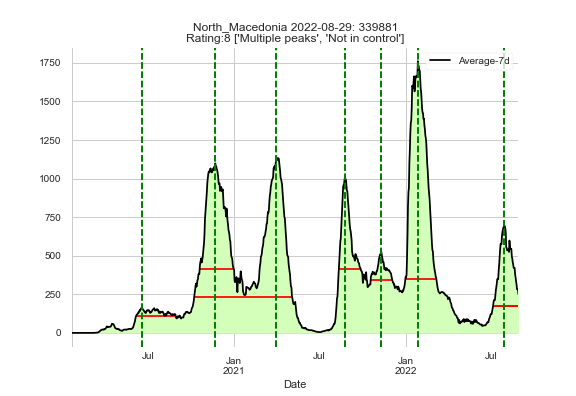 North_Macedonia 2022-08-29: 339881
Rating:8 ['Multiple peaks', 'Not in control']
Average-7d
1750
1500
1250
1000
750
500
250
0
Jul
Jan
2021
Jul
Jan
2022
Jul
Date